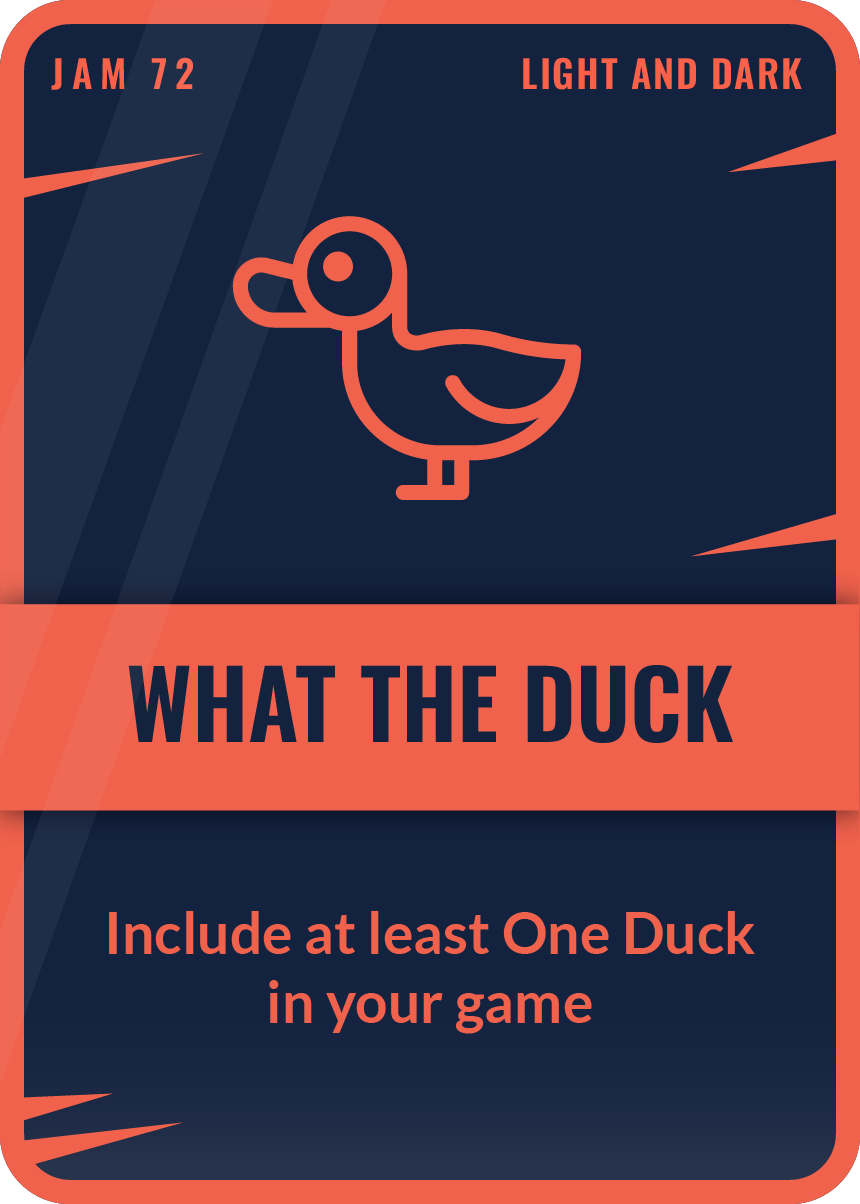 JAM 72
LIGHT AND DARK
WHAT THE DUCK
Include at least One Duck
in your game